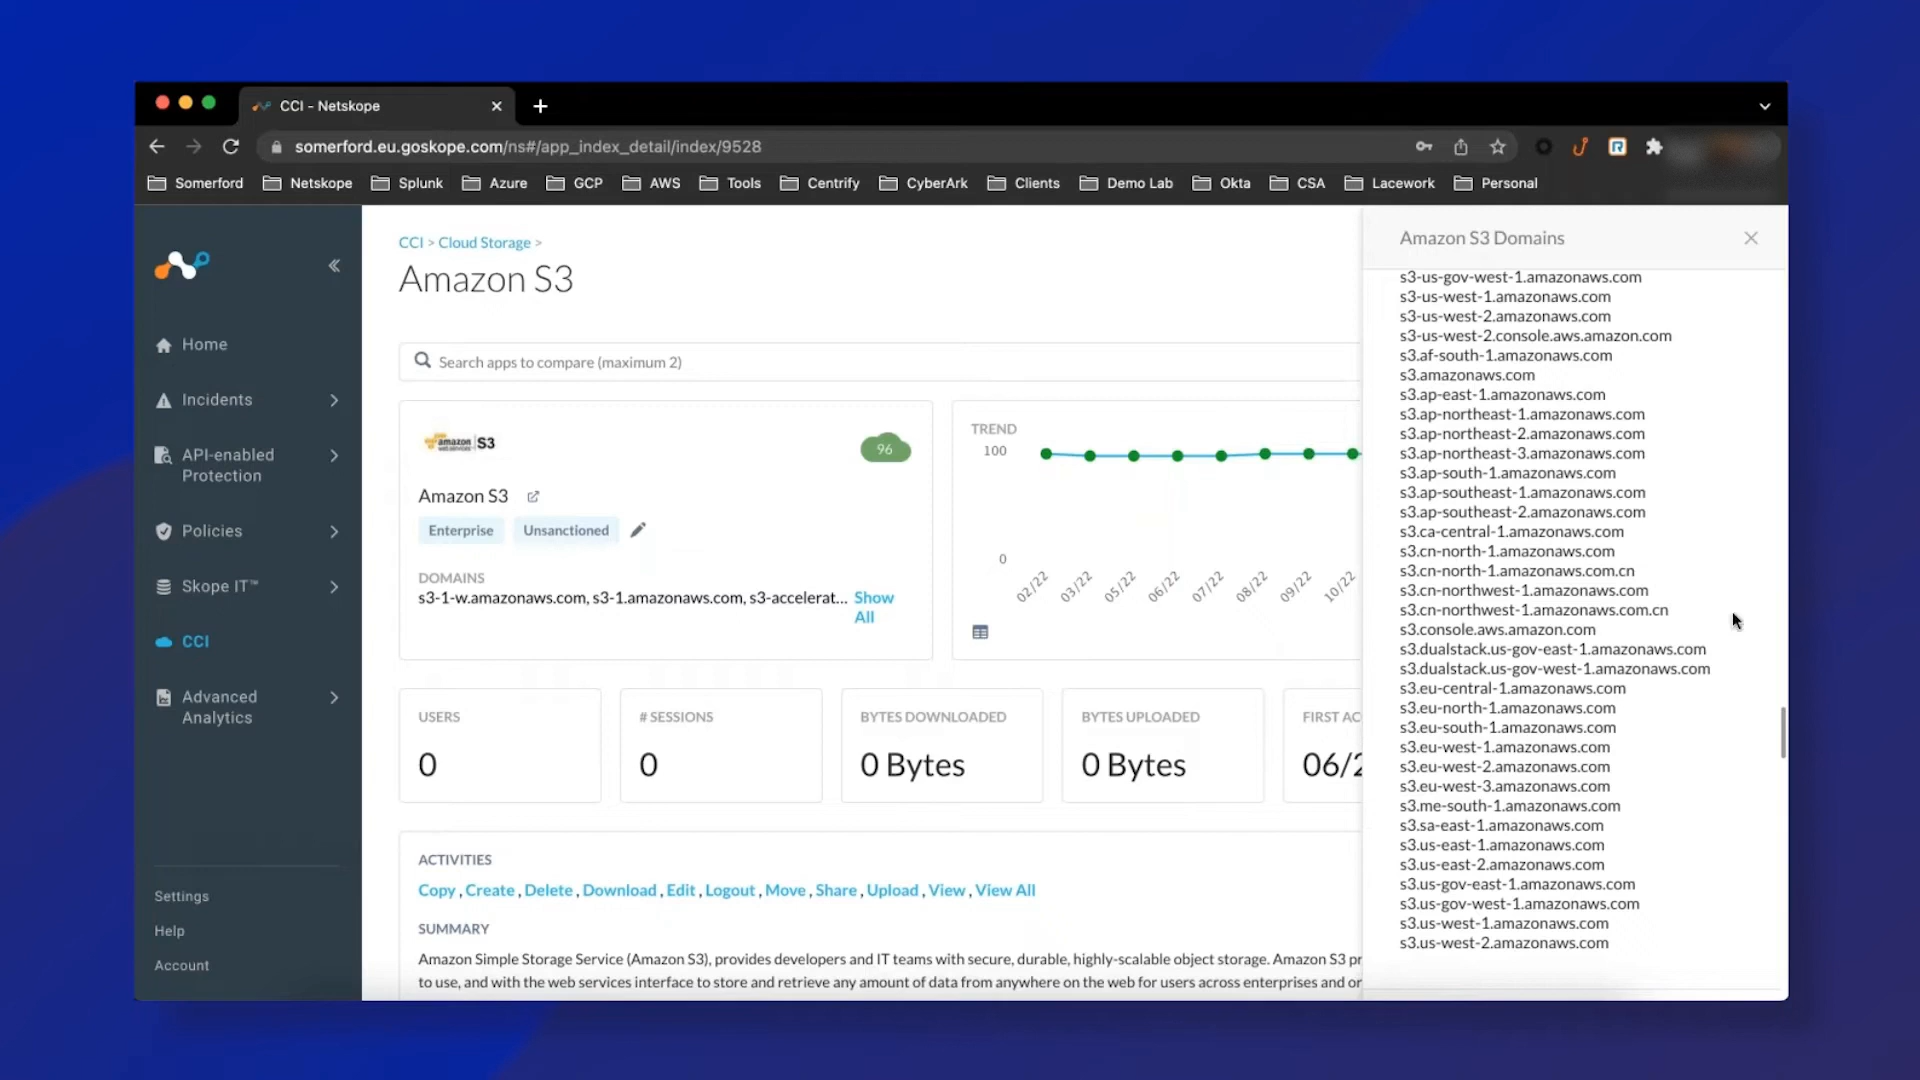 CCI - Netskope
somerford.eu.goskope.com/ns#/app_index_detail/index/9528
Somerford Netskope Splunk Azure GCP AWS Tools Centrify CyberArk Clients Demo Lab Okta CSA Lacework Personal
Home
Incidents
API-enabled
Protection
Policies
Skope IT™
CCI
Advanced
Analytics
Settings
Help
Account
CCI > Cloud Storage >
Amazon S3
Search apps to compare (maximum 2)
amazon S3
web services
96
Amazon S3
Enterprise Unsanctioned
DOMAINS
s3-1-w.amazonaws.com, s3-1.amazonaws.com, s3-accelerat... Show
All
TREND
100
0
02/22 03/22 05/22 06/22 07/22 08/22 09/22 10/22
USERS
0
# SESSIONS
0
BYTES DOWNLOADED
0 Bytes
BYTES UPLOADED
0 Bytes
FIRST AC
06/2
ACTIVITIES
Copy , Create , Delete , Download , Edit , Logout , Move , Share , Upload , View , View All
SUMMARY
Amazon Simple Storage Service (Amazon S3), provides developers and IT teams with secure, durable, highly-scalable object storage. Amazon S3 pr
to use, and with the web services interface to store and retrieve any amount of data from anywhere on the web for users across enterprises and or
Amazon S3 Domains
s3-us-gov-west-1.amazonaws.com
s3-us-west-1.amazonaws.com
s3-us-west-2.amazonaws.com
s3-us-west-2.console.aws.amazon.com
s3.af-south-1.amazonaws.com
s3.amazonaws.com
s3.ap-east-1.amazonaws.com
s3.ap-northeast-1.amazonaws.com
s3.ap-northeast-2.amazonaws.com
s3.ap-northeast-3.amazonaws.com
s3.ap-south-1.amazonaws.com
s3.ap-southeast-1.amazonaws.com
s3.ap-southeast-2.amazonaws.com
s3.ca-central-1.amazonaws.com
s3.cn-north-1.amazonaws.com
s3.cn-north-1.amazonaws.com.cn
s3.cn-northwest-1.amazonaws.com
s3.cn-northwest-1.amazonaws.com.cn
s3.console.aws.amazon.com
s3.dualstack.us-gov-east-1.amazonaws.com
s3.dualstack.us-gov-west-1.amazonaws.com
s3.eu-central-1.amazonaws.com
s3.eu-north-1.amazonaws.com
s3.eu-south-1.amazonaws.com
s3.eu-west-1.amazonaws.com
s3.eu-west-2.amazonaws.com
s3.eu-west-3.amazonaws.com
s3.me-south-1.amazonaws.com
s3.sa-east-1.amazonaws.com
s3.us-east-1.amazonaws.com
s3.us-east-2.amazonaws.com
s3.us-gov-east-1.amazonaws.com
s3.us-gov-west-1.amazonaws.com
s3.us-west-1.amazonaws.com
s3.us-west-2.amazonaws.com